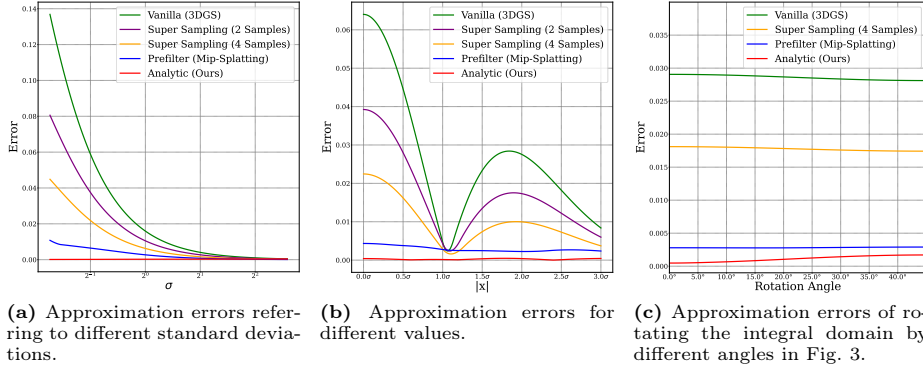 0.14
0.12
0.10
0.08
0.06
0.04
0.02
0.00
Error
Vanilla (3DGS)
Super Sampling (2 Samples)
Super Sampling (4 Samples)
Prefilter (Mip-Splatting)
Analytic (Ours)
2⁻¹
2⁰
2¹
2²
σ
(a) Approximation errors refer-
ring to different standard devia-
tions.
0.06
0.05
0.04
0.03
0.02
0.01
0.00
Error
Vanilla (3DGS)
Super Sampling (2 Samples)
Super Sampling (4 Samples)
Prefilter (Mip-Splatting)
Analytic (Ours)
0.0σ 0.5σ 1.0σ 1.5σ 2.0σ 2.5σ 3.0σ
|x|
(b) Approximation errors for
different values.
0.035
0.030
0.025
0.020
0.015
0.010
0.005
0.000
Error
Vanilla (3DGS)
Super Sampling (4 Samples)
Prefilter (Mip-Splatting)
Analytic (Ours)
0.0° 5.0° 10.0° 15.0° 20.0° 25.0° 30.0° 35.0° 40.0°
Rotation Angle
(c) Approximation errors of ro-
tating the integral domain by
different angles in Fig. 3.